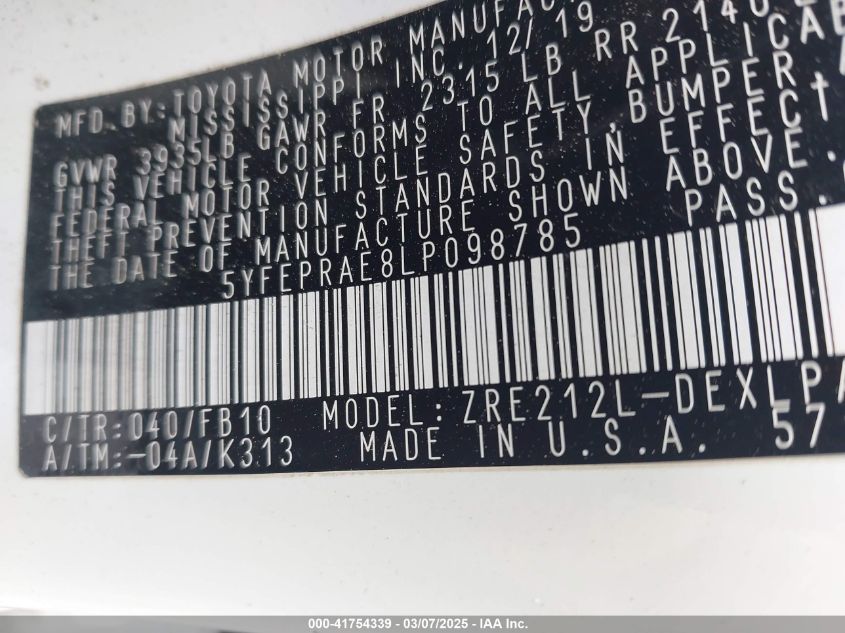 MFD. BY: TOYOTA MOTOR MANUFAC
MISSISSIPPI INC. 12/19
GVWR 3935LB GAWR FR 2315 LB RR 2140
THIS VEHICLE CONFORMS TO ALL APPLICAB
FEDERAL MOTOR VEHICLE SAFETY, BUMPER
THEFT PREVENTION STANDARDS IN EFFECT
THE DATE OF MANUFACTURE SHOWN ABOVE.
5YFEPRAE8LP098785 PASS.
C/TR: 040/FB10 MODEL: ZRE212L-DEXLPA
A/TM: -04A/K313 MADE IN U.S.A. 57
000-41754339 — 03/07/2025 — IAA Inc.